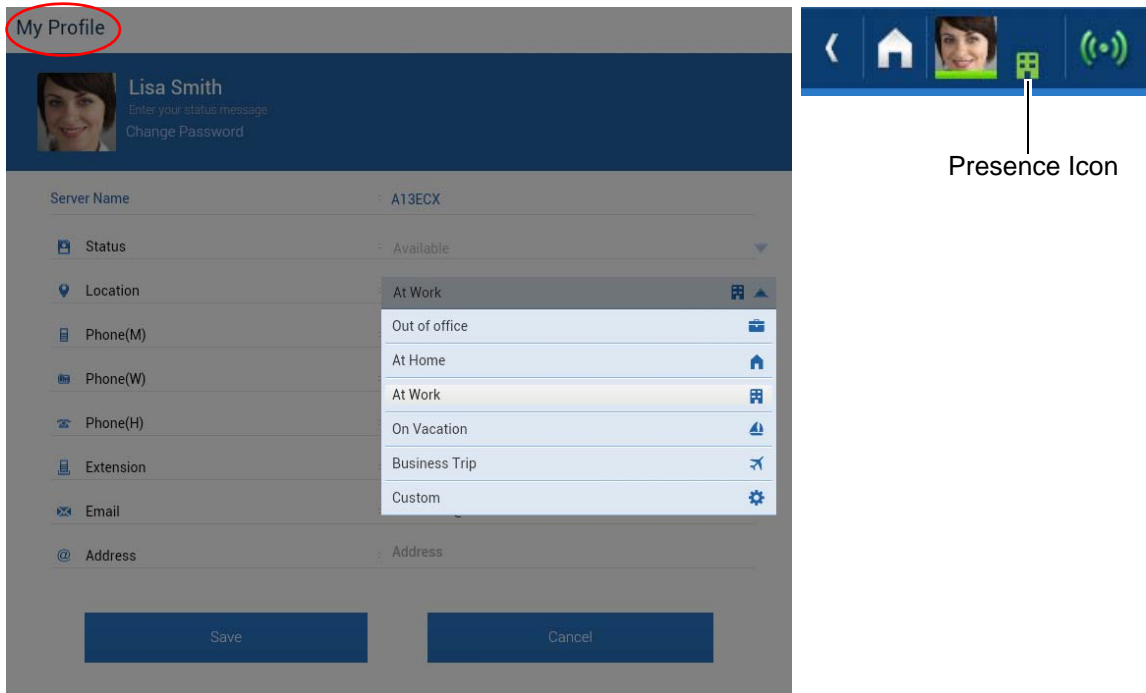 My Profile
Lisa Smith
Enter your status message
Change Password
Server Name : A13ECX
Status : Available
Location : At Work
Phone(M)
Phone(W)
Phone(H)
Extension
Email
Address : Address
Out of office
At Home
At Work
On Vacation
Business Trip
Custom
Save
Cancel
Presence Icon